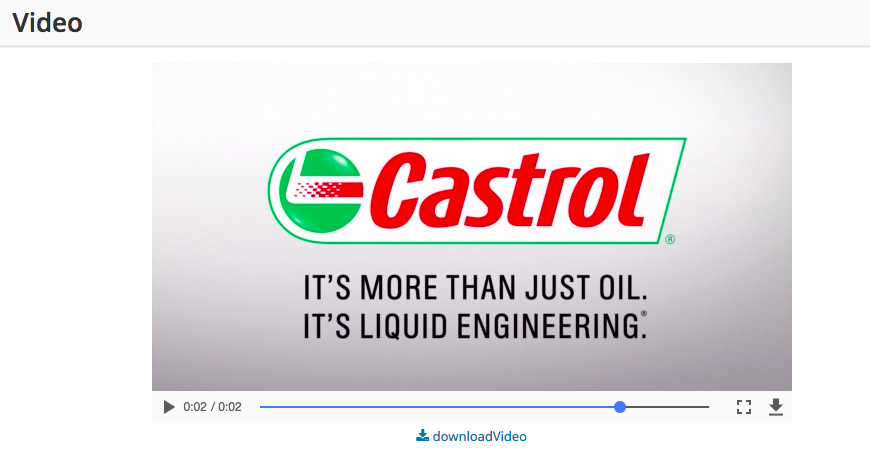 Video
Castrol
®
IT'S MORE THAN JUST OIL.
IT'S LIQUID ENGINEERING.®
0:02 / 0:02
downloadVideo